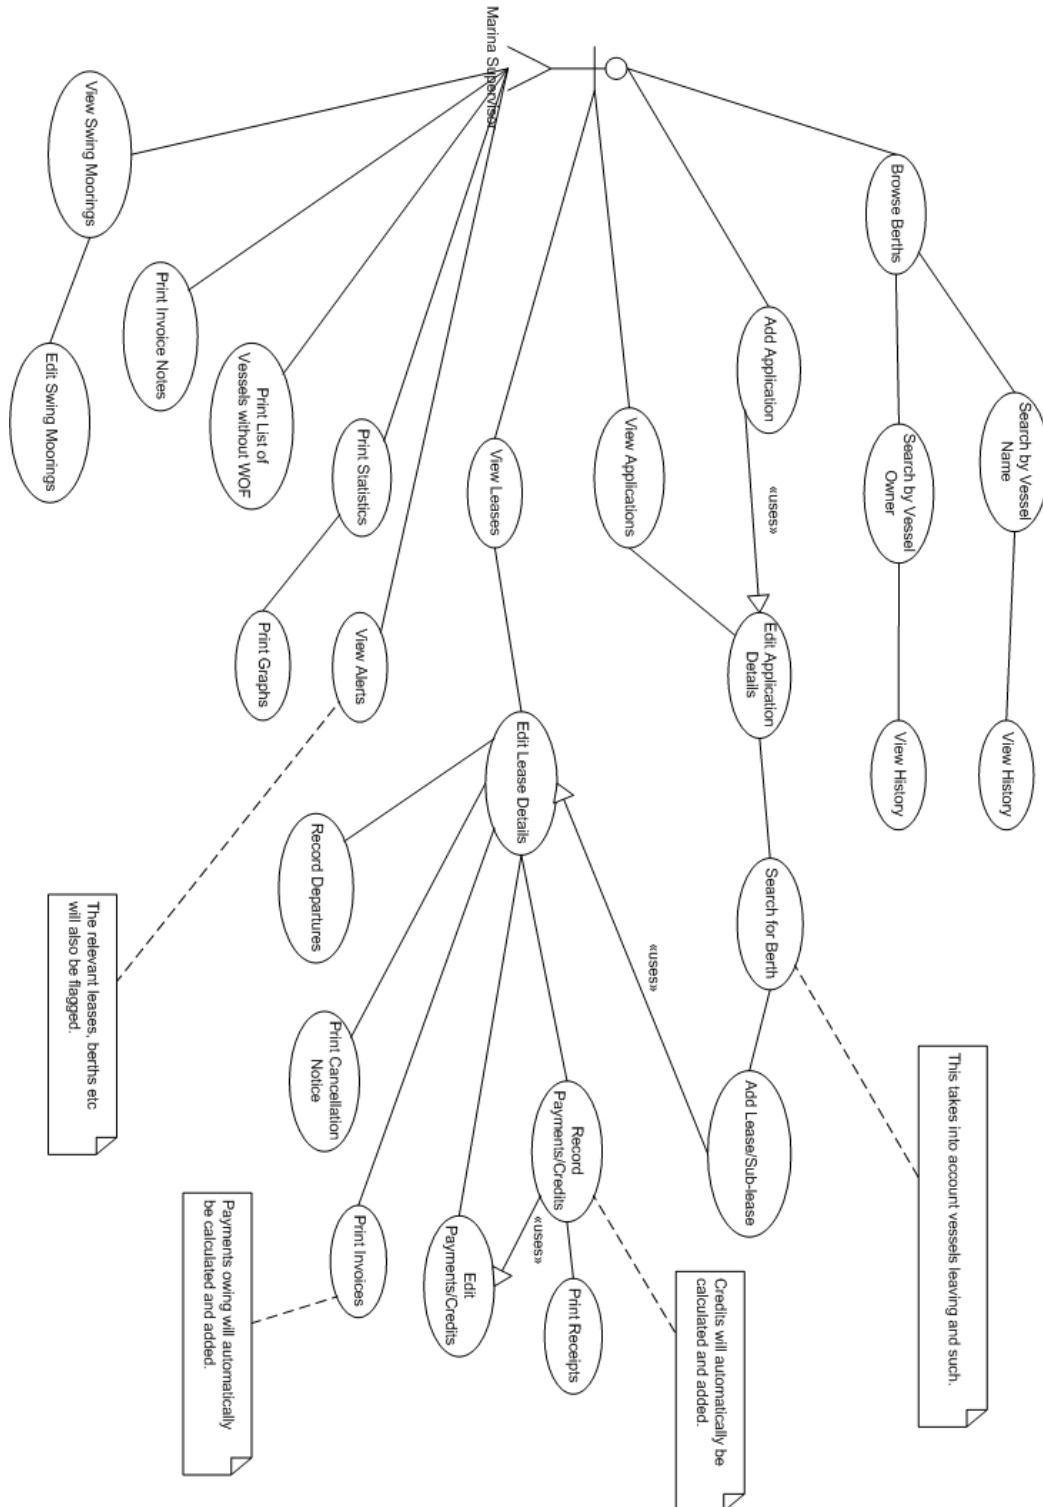 Marina Supervisor
Browse Berths
Search by Vessel
Name
View History
Search by Vessel
Owner
View History
Add Application
«uses»
Edit Application
Details
View Applications
Search for Berth
This takes into account vessels leaving and such.
Add Lease/Sub-lease
«uses»
View Leases
Edit Lease Details
Record
Payments/Credits
«uses»
Print Receipts
Credits will automatically be
calculated and added.
Edit
Payments/Credits
Print Invoices
Payments owing will automatically
be calculated and added.
Print Cancellation
Notice
Record Departures
View Alerts
The relevant leases, berths etc
will also be flagged.
Print Statistics
Print Graphs
Print List of
Vessels without WOF
Print Invoice Notes
View Swing Moorings
Edit Swing Moorings